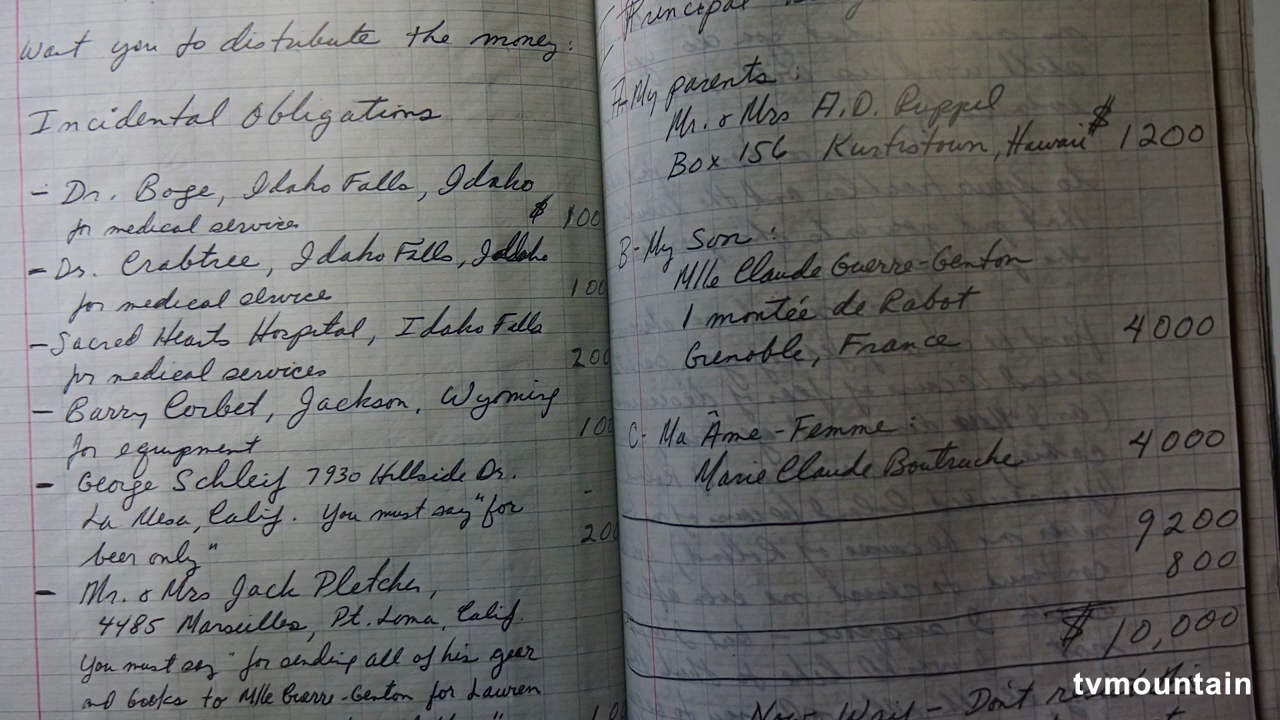 Want you to distribute the money:
Incidental Obligations
- Dr. Boge, Idaho Falls, Idaho
for medical services $ 100
- Dr. Crabtree, Idaho Falls, Idaho
for medical service 100
- Sacred Hearts Hospital, Idaho Falls
for medical services 200
- Barry Corbet, Jackson, Wyoming
for equipment 100
- George Schleif 7930 Hillside Dr.
La Mesa, Calif. You must say "for
beer only" 200
- Mr. & Mrs Jack Pletcher,
4485 Marseilles, Pt. Loma, Calif.
You must say "for sending all of his gear
and books to Mlle Guerre-Genton for Lauren
Principal
A- My parents:
Mr. & Mrs A.D. Ruppel
Box 156 Kurtistown, Hawaii $ 1200
B- My Son:
Mlle Claude Guerre-Genton
1 montée de Rabot
Grenoble, France 4000
C- Ma Âme-Femme:
Marie Claude Boutruche 4000
9200
800
$ 10,000
Now- Wait- Don't
tvmountain